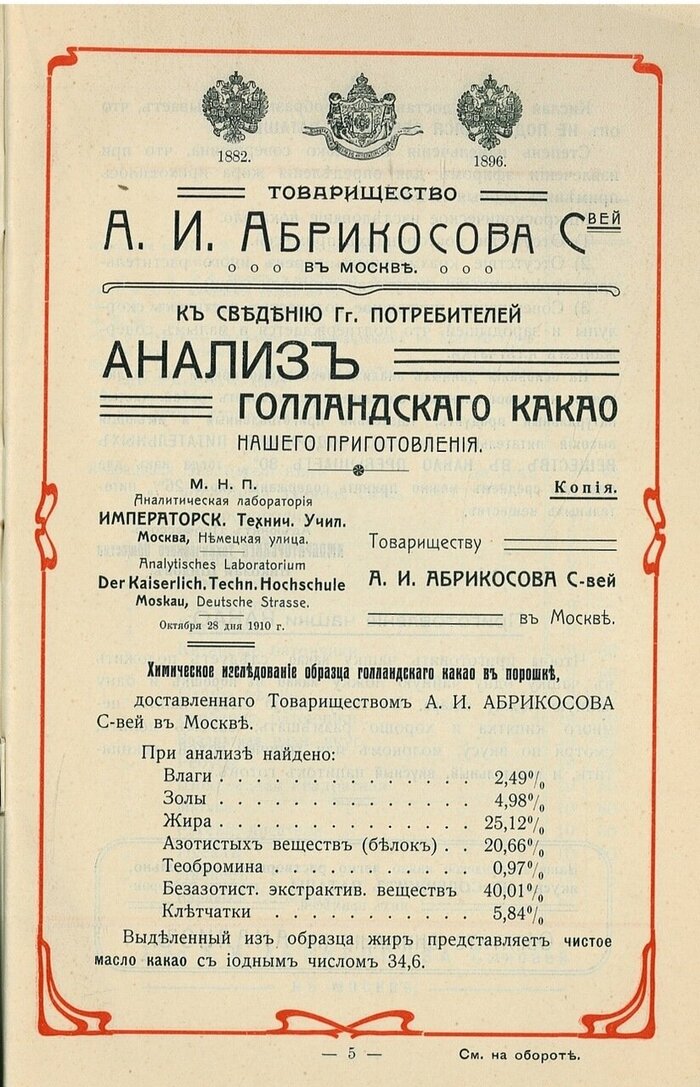 1882.
1896.
ТОВАРИЩЕСТВО
А. И. АБРИКОСОВА СВЕЙ
ВЪ МОСКВѢ.
КЪ СВѢДѢНІЮ Гг. ПОТРЕБИТЕЛЕЙ
АНАЛИЗЪ
ГОЛЛАНДСКАГО КАКАО
НАШЕГО ПРИГОТОВЛЕНІЯ.
М. Н. П.
Аналитическая лабораторія
ИМПЕРАТОРСК. Технич. Учил.
Москва, Нѣмецкая улица.
Analytisches Laboratorium
Der Kaiserlich. Techn. Hochschule
Moskau, Deutsche Strasse.
Октября 28 дня 1910 г.
Копія.
Товариществу
А. И. АБРИКОСОВА С-вей
въ Москвѣ.
Химическое изслѣдованіе образца голландскаго какао въ порошкѣ,
доставленнаго Товариществомъ А. И. АБРИКОСОВА
С-вей въ Москвѣ.
При анализѣ найдено:
Влаги . . . . . . . . . . . . 2,49%
Золы . . . . . . . . . . . . 4,98%
Жира . . . . . . . . . . . . 25,12%
Азотистыхъ веществъ (бѣлок) . . 20,66%
Теобромина . . . . . . . . . 0,97%
Безазотист. экстрактив. веществъ 40,01%
Клѣтчатки . . . . . . . . . 5,84%
Выдѣленный изъ образца жиръ представляетъ чистое
масло какао съ іоднымъ числомъ 34,6.
— 5 —
См. на оборотѣ.